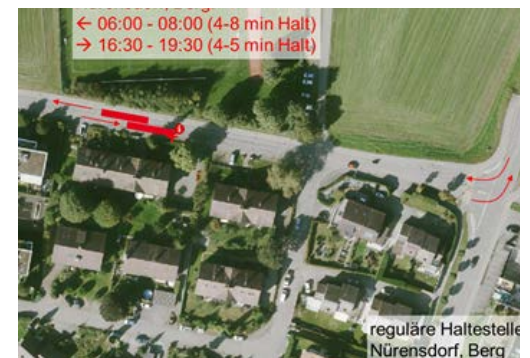 ← 06:00 - 08:00 (4-8 min Halt)
→ 16:30 - 19:30 (4-5 min Halt)
reguläre Haltestelle
Nürensdorf, Berg